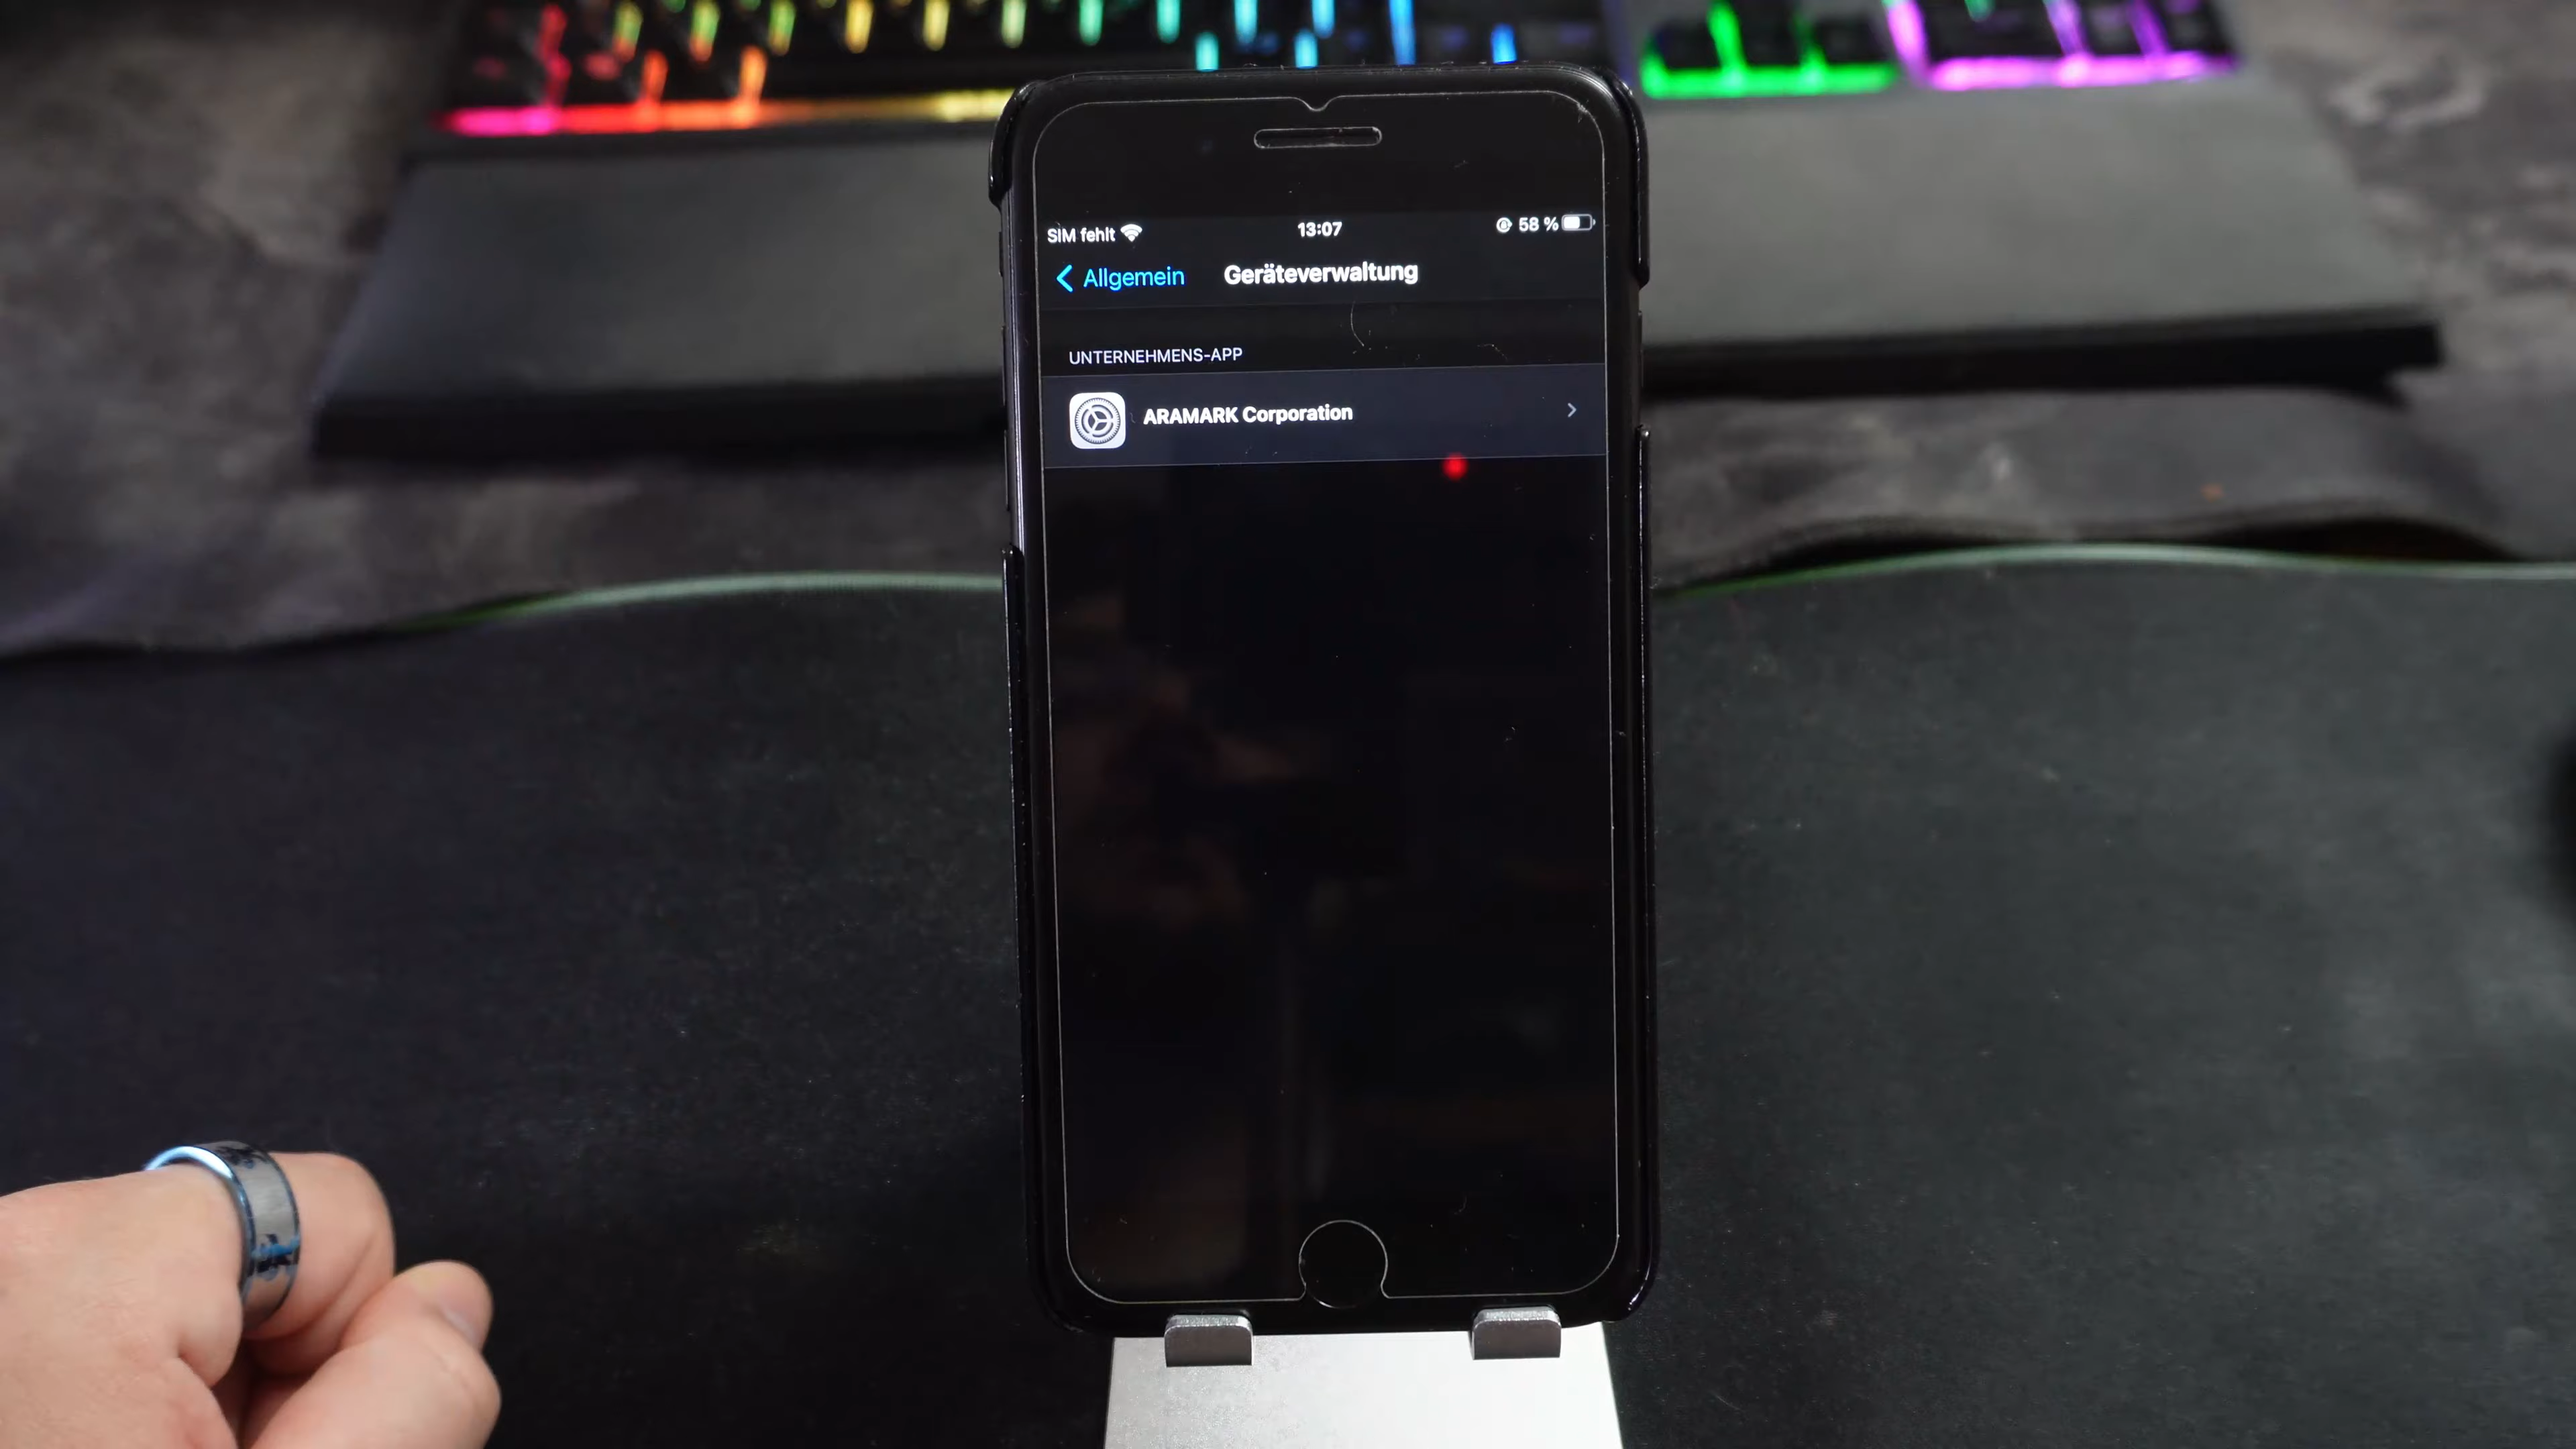 SIM fehlt 13:07 58 %
Allgemein Geräteverwaltung
UNTERNEHMENS-APP
ARAMARK Corporation